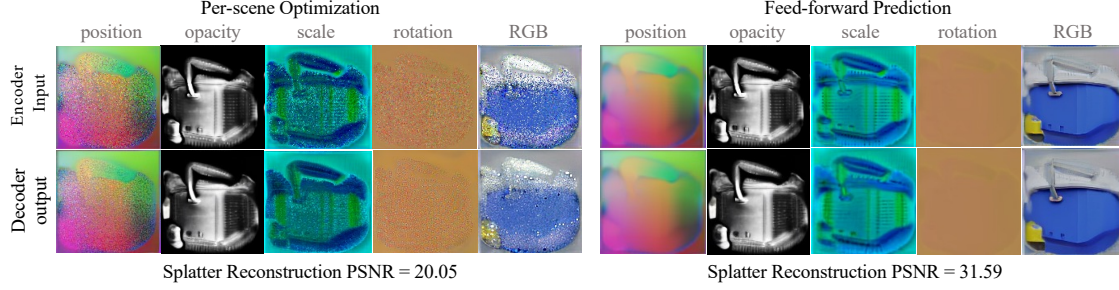 Per-scene Optimization
position opacity scale rotation RGB
Encoder Input
Decoder output
Splatter Reconstruction PSNR = 20.05
Feed-forward Prediction
position opacity scale rotation RGB
Splatter Reconstruction PSNR = 31.59